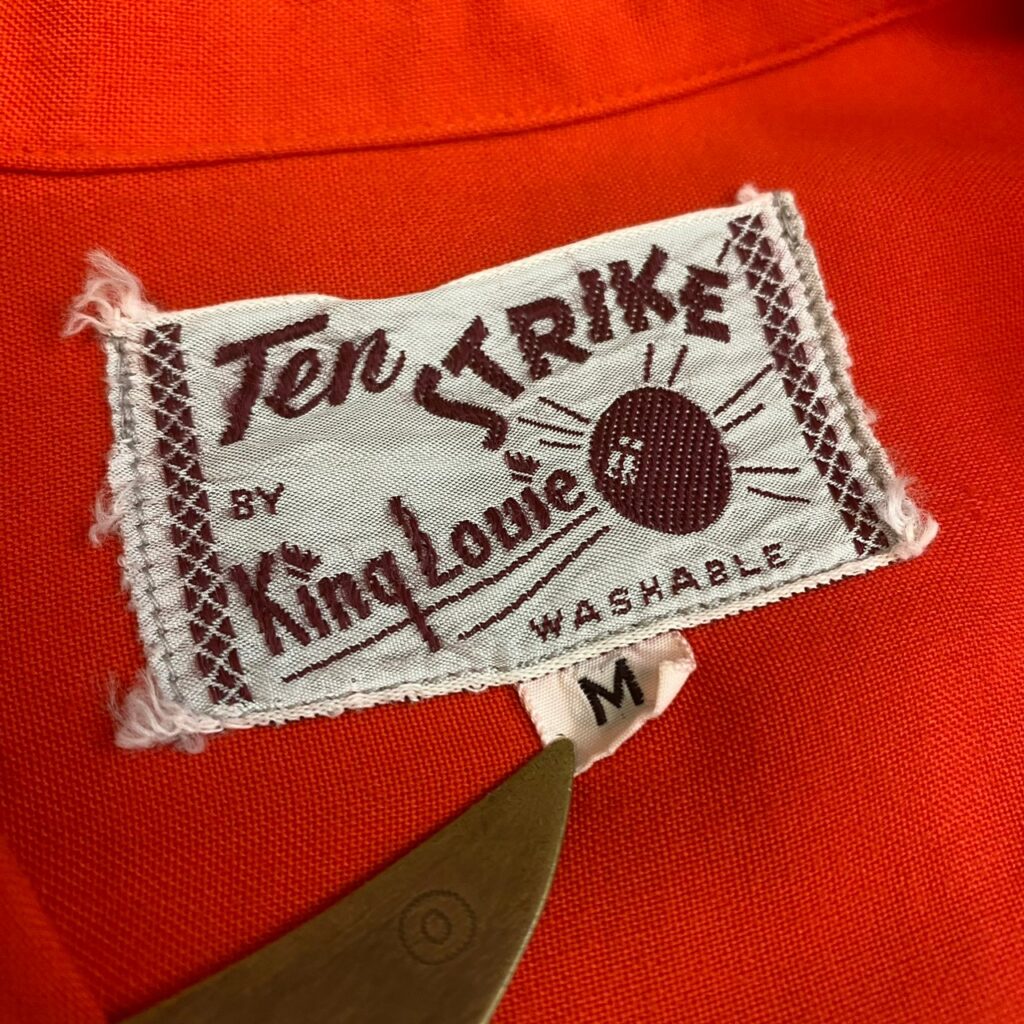 Ten STRIKE
BY
King Louie
WASHABLE
M
O